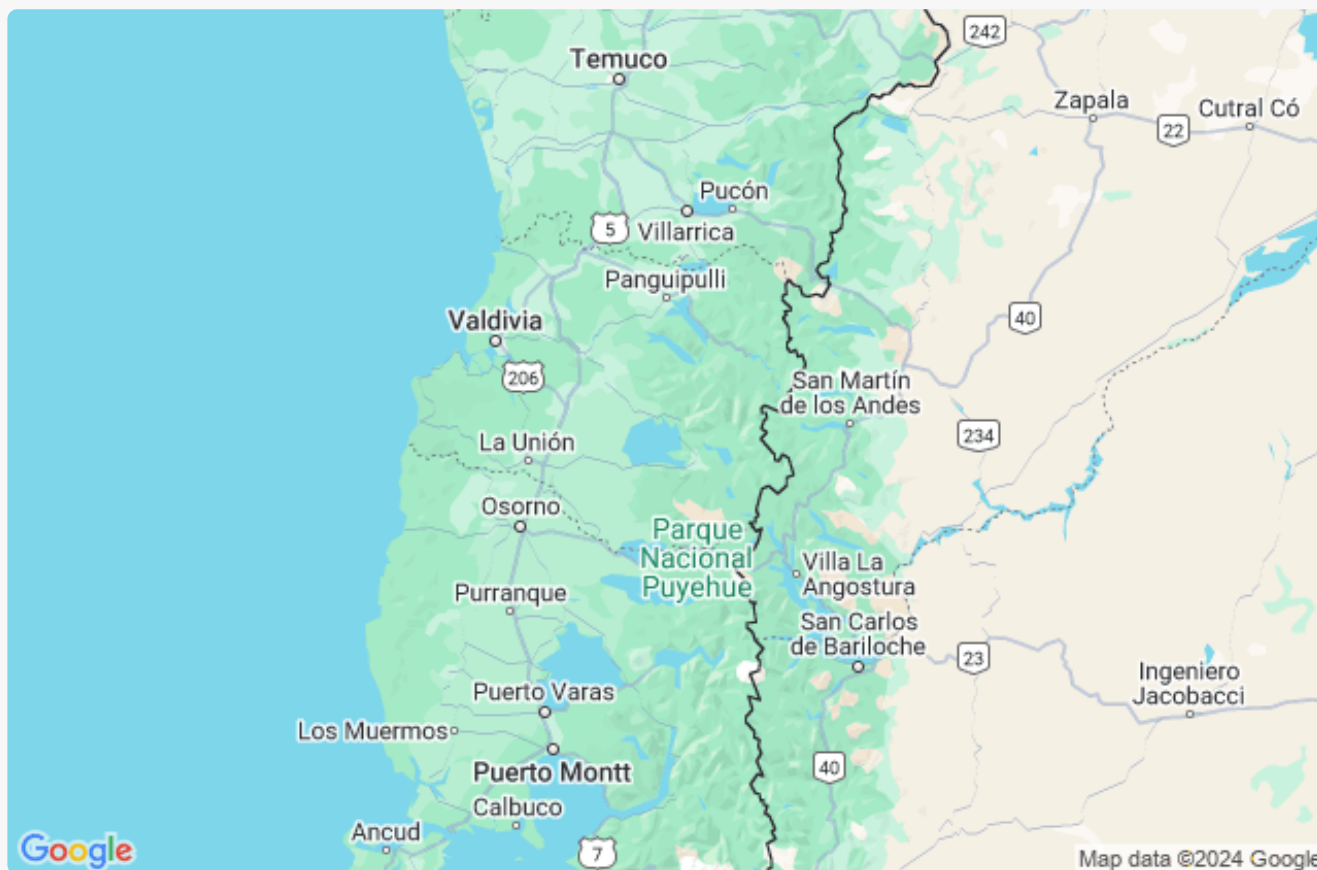 242
Temuco
Zapala
Cutral Có
22
Pucón
5
Villarrica
Panguipulli
40
Valdivia
206
San Martín
de los Andes
234
La Unión
Osorno
Parque
Nacional
Puyehue
Villa La
Angostura
Purranque
San Carlos
de Bariloche
23
Ingeniero
Jacobacci
Puerto Varas
Los Muermos
Puerto Montt
40
Calbuco
Ancud
7
Google
Map data ©2024 Google